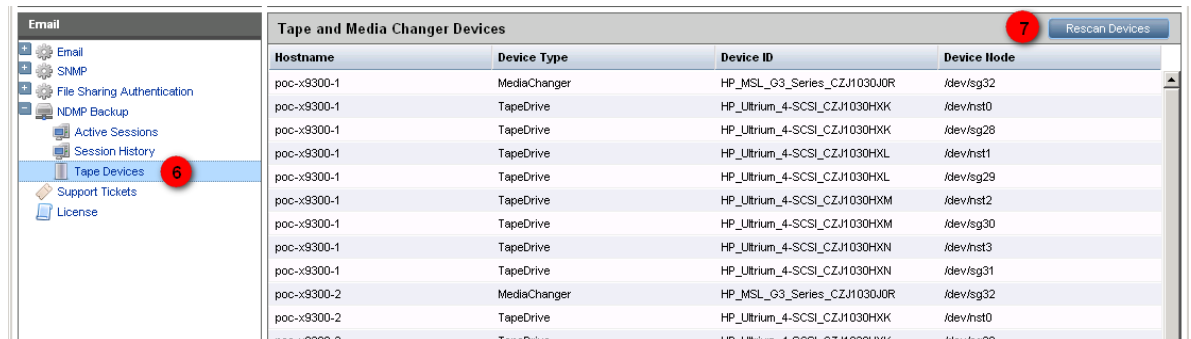 Email
Email
SNMP
File Sharing Authentication
NDMP Backup
Active Sessions
Session History
Tape Devices 6
Support Tickets
License
Tape and Media Changer Devices 7 Rescan Devices
Hostname Device Type Device ID Device Node
poc-x9300-1 MediaChanger HP_MSL_G3_Series_CZJ1030J0R /dev/sg32
poc-x9300-1 TapeDrive HP_Ultrium_4-SCSI_CZJ1030HXK /dev/nst0
poc-x9300-1 TapeDrive HP_Ultrium_4-SCSI_CZJ1030HXK /dev/sg28
poc-x9300-1 TapeDrive HP_Ultrium_4-SCSI_CZJ1030HXL /dev/nst1
poc-x9300-1 TapeDrive HP_Ultrium_4-SCSI_CZJ1030HXL /dev/sg29
poc-x9300-1 TapeDrive HP_Ultrium_4-SCSI_CZJ1030HXM /dev/nst2
poc-x9300-1 TapeDrive HP_Ultrium_4-SCSI_CZJ1030HXM /dev/sg30
poc-x9300-1 TapeDrive HP_Ultrium_4-SCSI_CZJ1030HXN /dev/nst3
poc-x9300-1 TapeDrive HP_Ultrium_4-SCSI_CZJ1030HXN /dev/sg31
poc-x9300-2 MediaChanger HP_MSL_G3_Series_CZJ1030J0R /dev/sg32
poc-x9300-2 TapeDrive HP_Ultrium_4-SCSI_CZJ1030HXK /dev/nst0